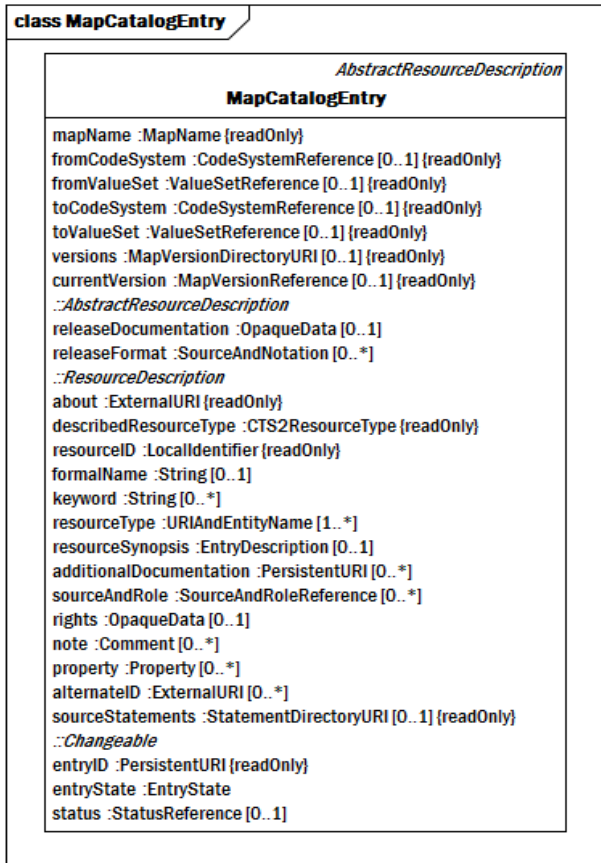 class MapCatalogEntry
AbstractResourceDescription
MapCatalogEntry
mapName :MapName {readOnly}
fromCodeSystem :CodeSystemReference [0..1] {readOnly}
fromValueSet :ValueSetReference [0..1] {readOnly}
toCodeSystem :CodeSystemReference [0..1] {readOnly}
toValueSet :ValueSetReference [0..1] {readOnly}
versions :MapVersionDirectoryURI [0..1] {readOnly}
currentVersion :MapVersionReference [0..1] {readOnly}
::AbstractResourceDescription
releaseDocumentation :OpaqueData [0..1]
releaseFormat :SourceAndNotation [0..*]
::ResourceDescription
about :ExternalURI {readOnly}
describedResourceType :CTS2ResourceType {readOnly}
resourceID :LocalIdentifier {readOnly}
formalName :String [0..1]
keyword :String [0..*]
resourceType :URIAndEntityName [1..*]
resourceSynopsis :EntryDescription [0..1]
additionalDocumentation :PersistentURI [0..*]
sourceAndRole :SourceAndRoleReference [0..*]
rights :OpaqueData [0..1]
note :Comment [0..*]
property :Property [0..*]
alternateID :ExternalURI [0..*]
sourceStatements :StatementDirectoryURI [0..1] {readOnly}
::Changeable
entryID :PersistentURI {readOnly}
entryState :EntryState
status :StatusReference [0..1]